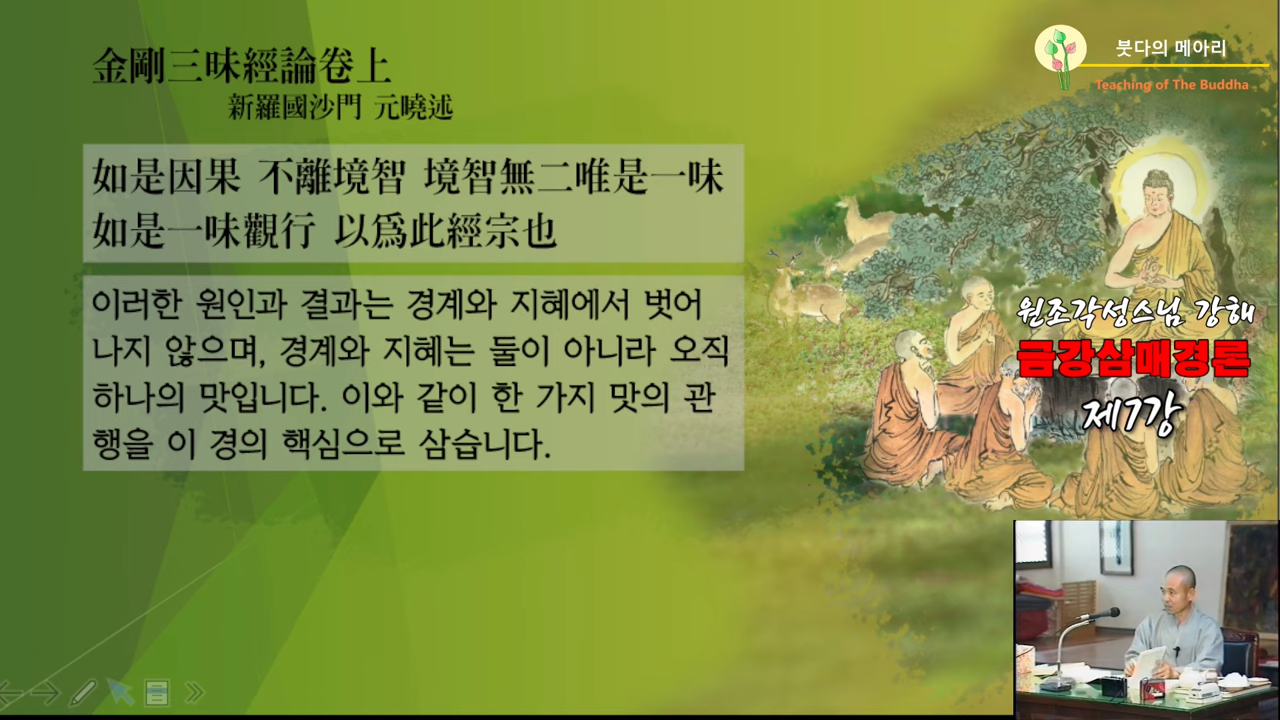 金剛三昧經論卷上
新羅國沙門 元曉述
如是因果 不離境智 境智無二唯是一味
如是一味觀行 以爲此經宗也
이러한 원인과 결과는 경계와 지혜에서 벗어
나지 않으며, 경계와 지혜는 둘이 아니라 오직
하나의 맛입니다. 이와 같이 한 가지 맛의 관
행을 이 경의 핵심으로 삼습니다.
붓다의 메아리
Teaching of The Buddha
원조각성스님 강해
금강삼매경론
제7강